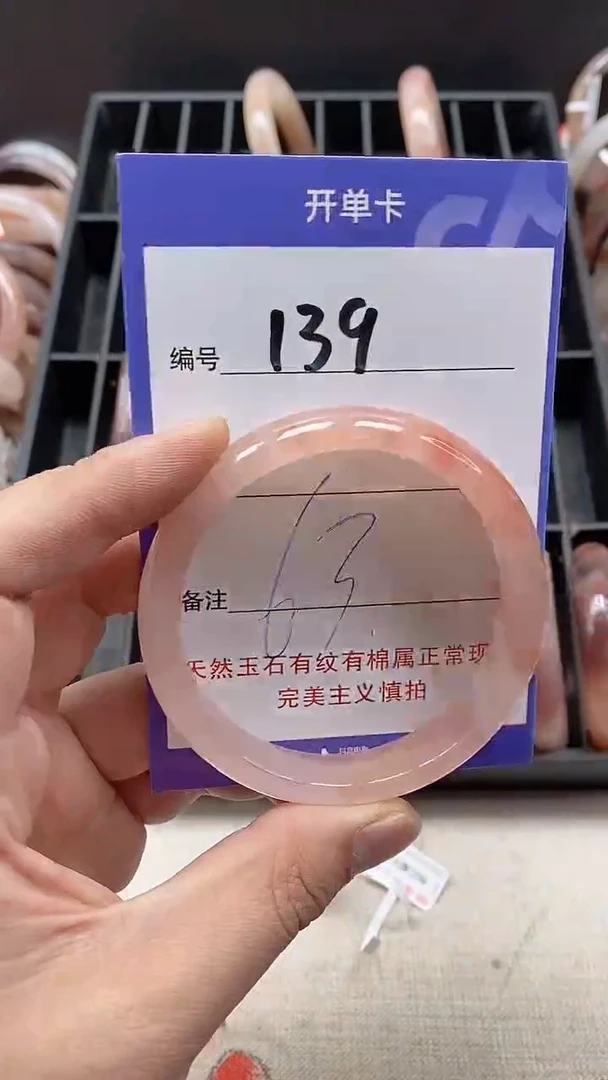 开单卡
编号 139
63
备注
天然玉石有纹有棉属正常现
完美主义慎拍